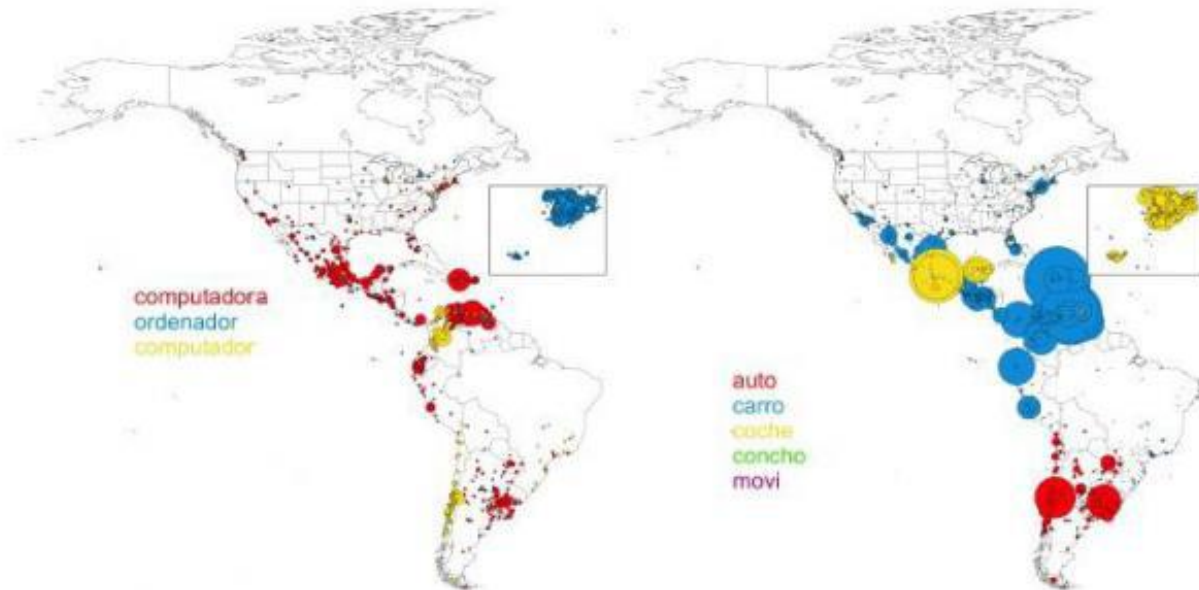 computadora
ordenador
computador
auto
carro
coche
concho
movi